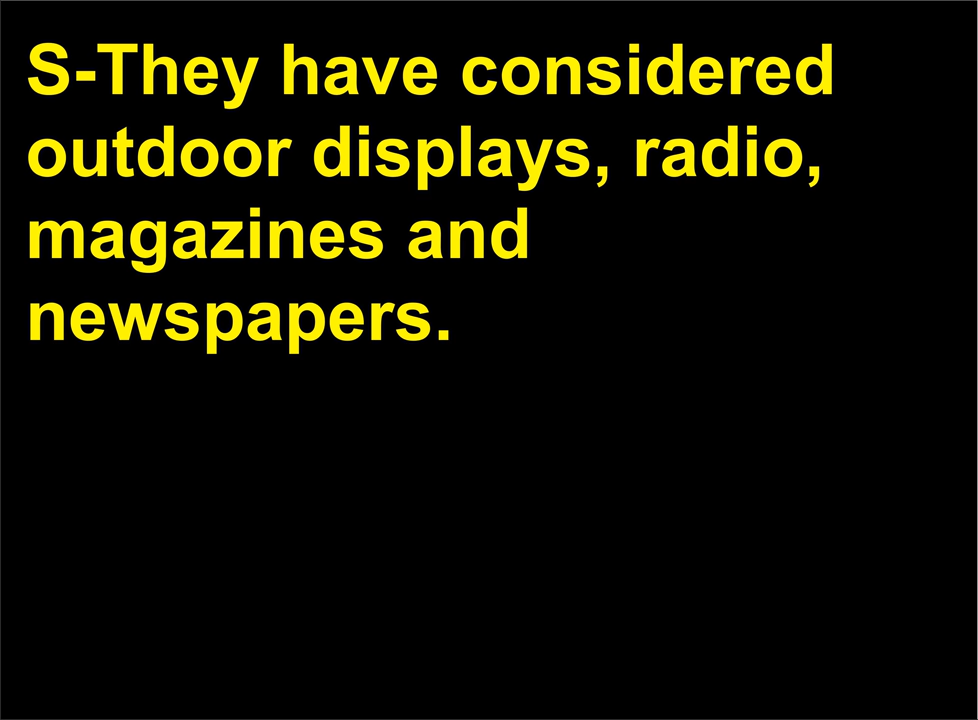 S-They have considered
outdoor displays, radio,
magazines and
newspapers.